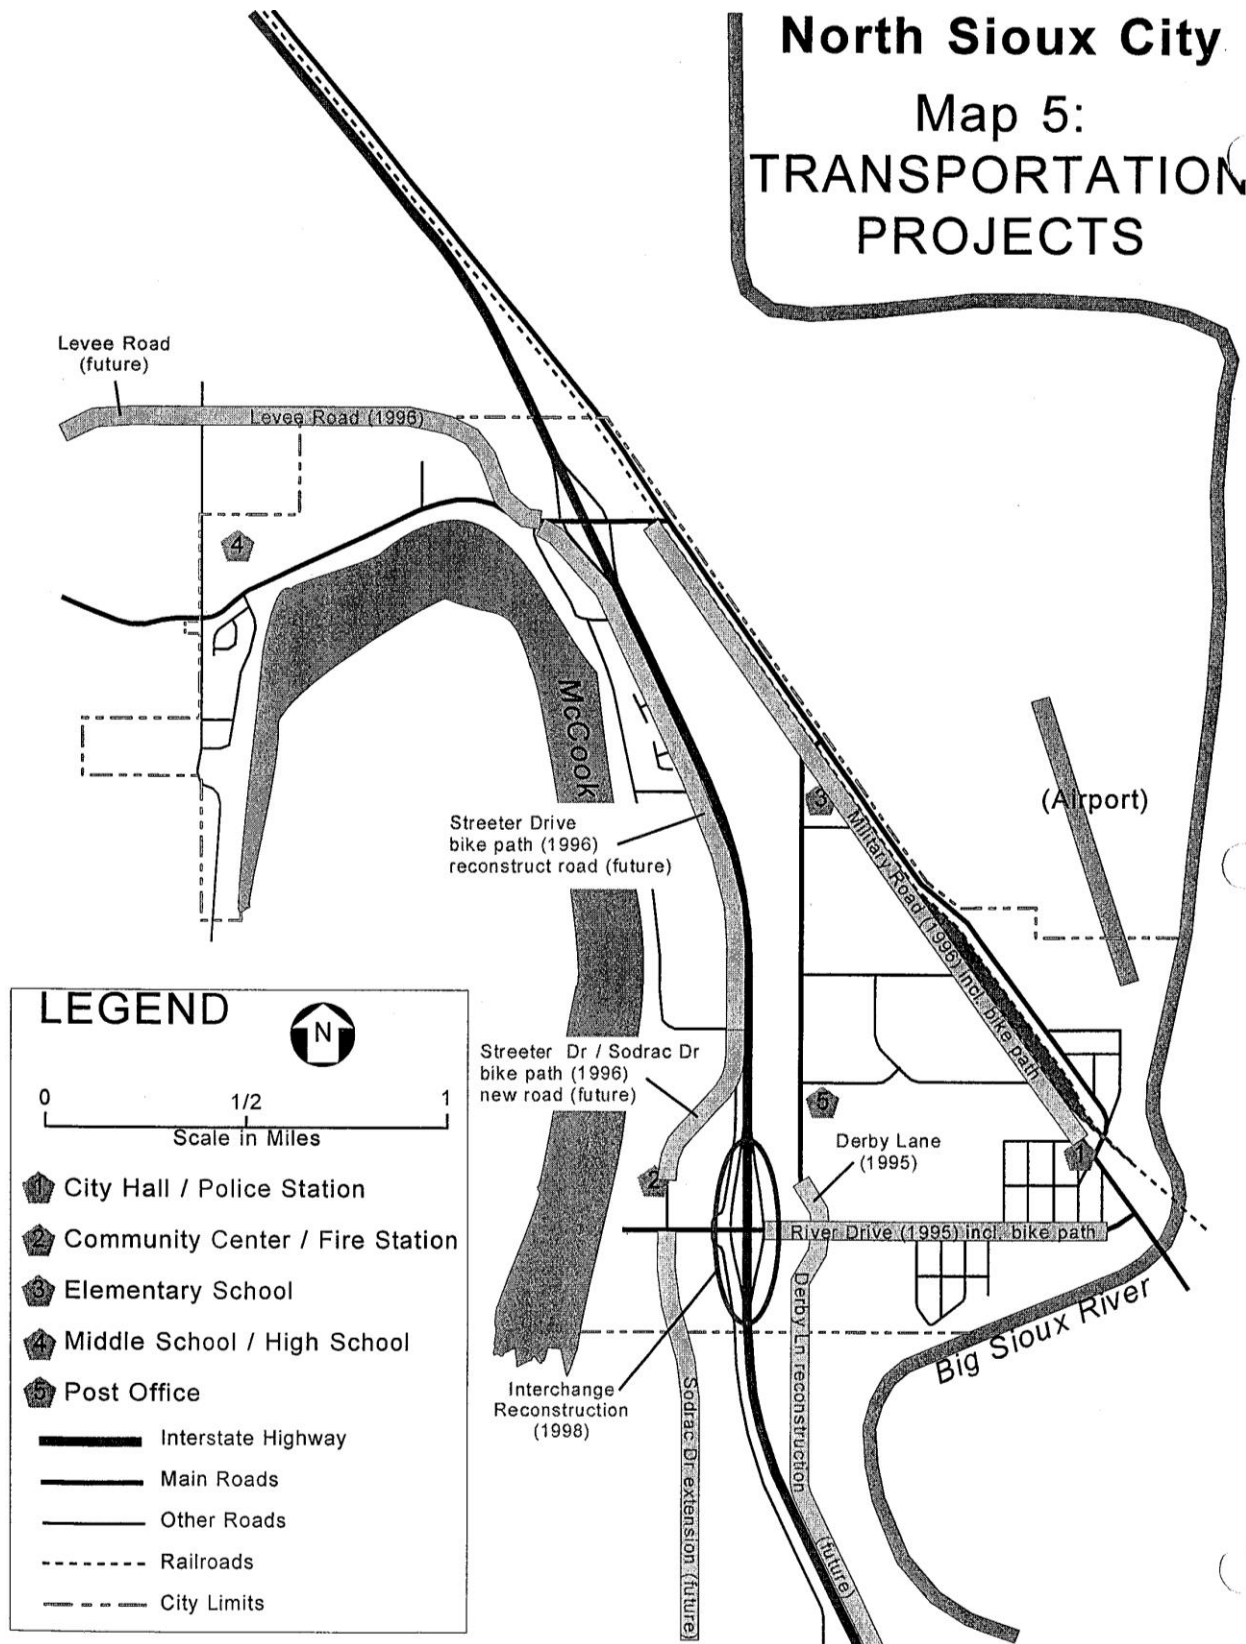 North Sioux City
Map 5:
TRANSPORTATION
PROJECTS
Levee Road
(future)
Levee Road (1996)
4
McCook
(Airport)
3
Streeter Drive
bike path (1996)
reconstruct road (future)
Military Road (1996) incl. bike path
Streeter Dr / Sodrac Dr
bike path (1996)
new road (future)
5
Derby Lane
(1995)
1
2
River Drive (1995) incl. bike path
Big Sioux River
Interchange
Reconstruction
(1998)
Derby Ln reconstruction
(future)
Sodrac Dr extension (future)
LEGEND
N
0 1/2 1
Scale in Miles
1 City Hall / Police Station
2 Community Center / Fire Station
3 Elementary School
4 Middle School / High School
5 Post Office
Interstate Highway
Main Roads
Other Roads
Railroads
City Limits